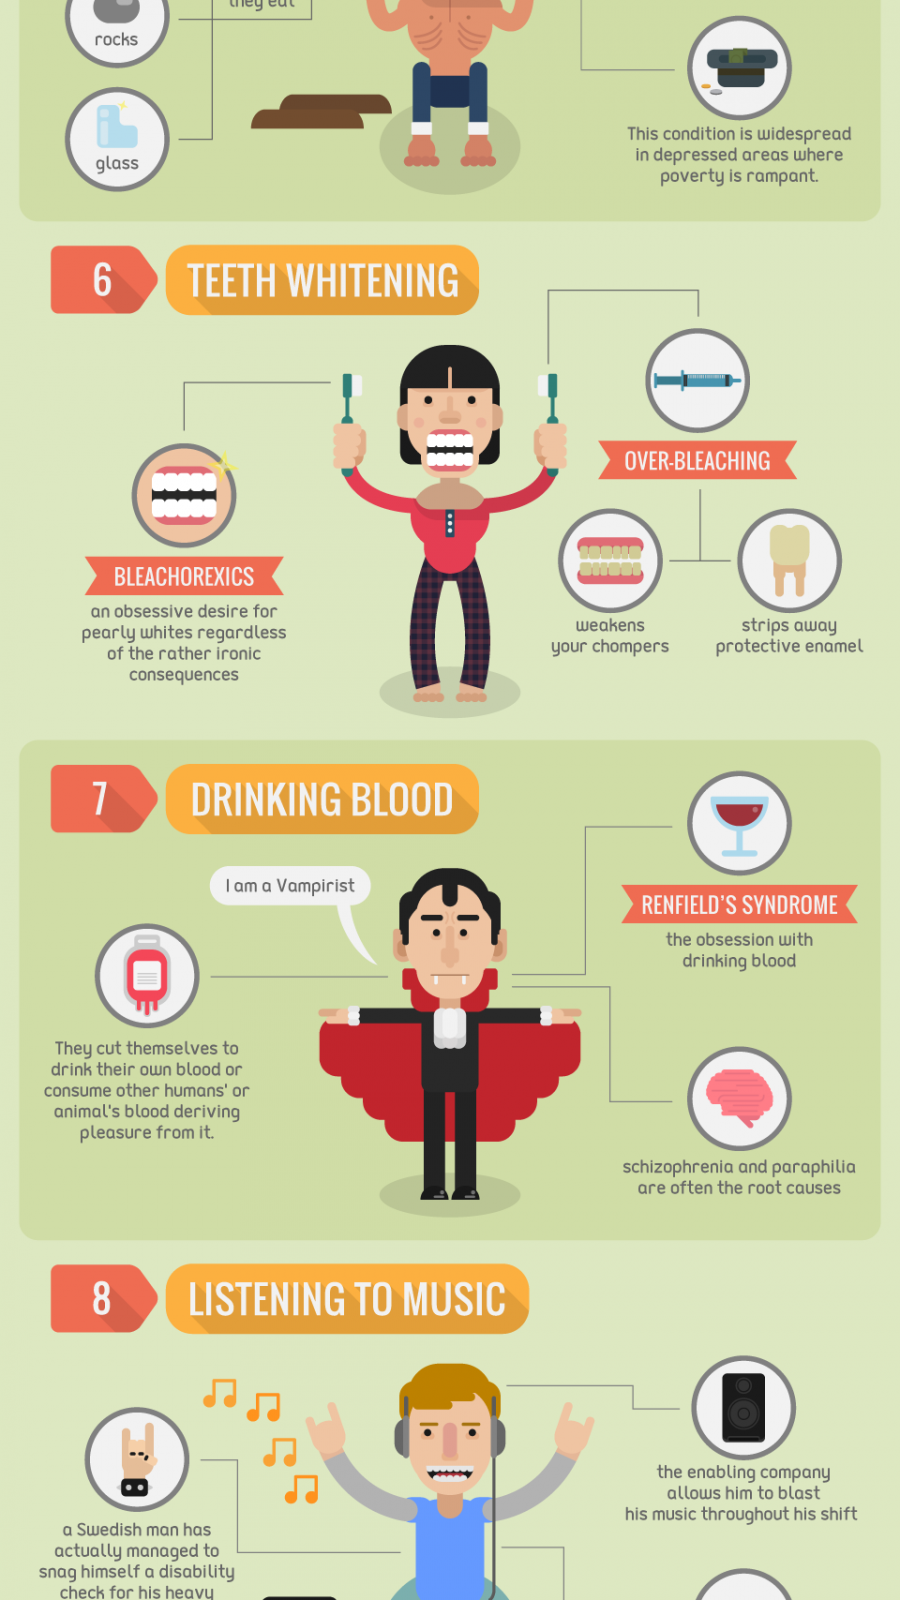 they eat
rocks
glass
This condition is widespread
in depressed areas where
poverty is rampant.
6
TEETH WHITENING
OVER-BLEACHING
BLEACHOREXICS
an obsessive desire for
pearly whites regardless
of the rather ironic
consequences
weakens
your chompers
strips away
protective enamel
7
DRINKING BLOOD
I am a Vampirist
RENFIELD'S SYNDROME
the obsession with
drinking blood
They cut themselves to
drink their own blood or
consume other humans' or
animal's blood deriving
pleasure from it.
schizophrenia and paraphilia
are often the root causes
8
LISTENING TO MUSIC
the enabling company
allows him to blast
his music throughout his shift
a Swedish man has
actually managed to
snag himself a disability
check for his heavy